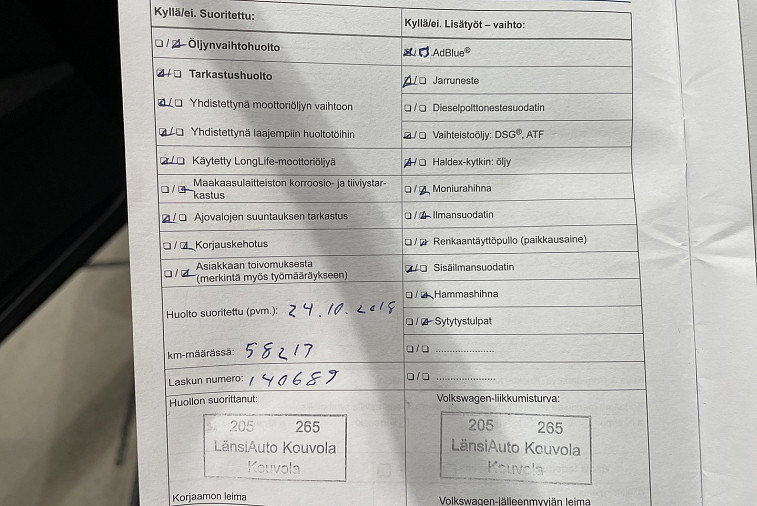 Kyllä/ei. Suoritettu:
Öljynvaihtohuolto
Tarkastushuolto
Yhdistettynä moottoriöljyn vaihtoon
Yhdistettynä laajempiin huoltotöihin
Käytetty LongLife-moottoriöljyä
Maakaasulaitteiston korroosio- ja tiiviystar-
kastus
Ajovalojen suuntauksen tarkastus
Korjauskehotus
Asiakkaan toivomuksesta
(merkintä myös työmääräykseen)
Huolto suoritettu (pvm.): 24.10.2018
km-määrässä: 58217
Laskun numero: 140689
Huollon suorittanut:
205 265
LänsiAuto Kouvola
Kouvola
Korjaamon leima
Kyllä/ei. Lisätyöt – vaihto:
AdBlue®
Jarruneste
Dieselpolttonestesuodatin
Vaihteistoöljy: DSG®, ATF
Haldex-kytkin: öljy
Moniurahihna
Ilmansuodatin
Renkaantäyttöpullo (paikkausaine)
Sisäilmansuodatin
Hammashihna
Sytytystulpat
Volkswagen-liikkumisturva:
205 265
LänsiAuto Kouvola
Kouvola
Volkswagen-jälleenmyyjän leima